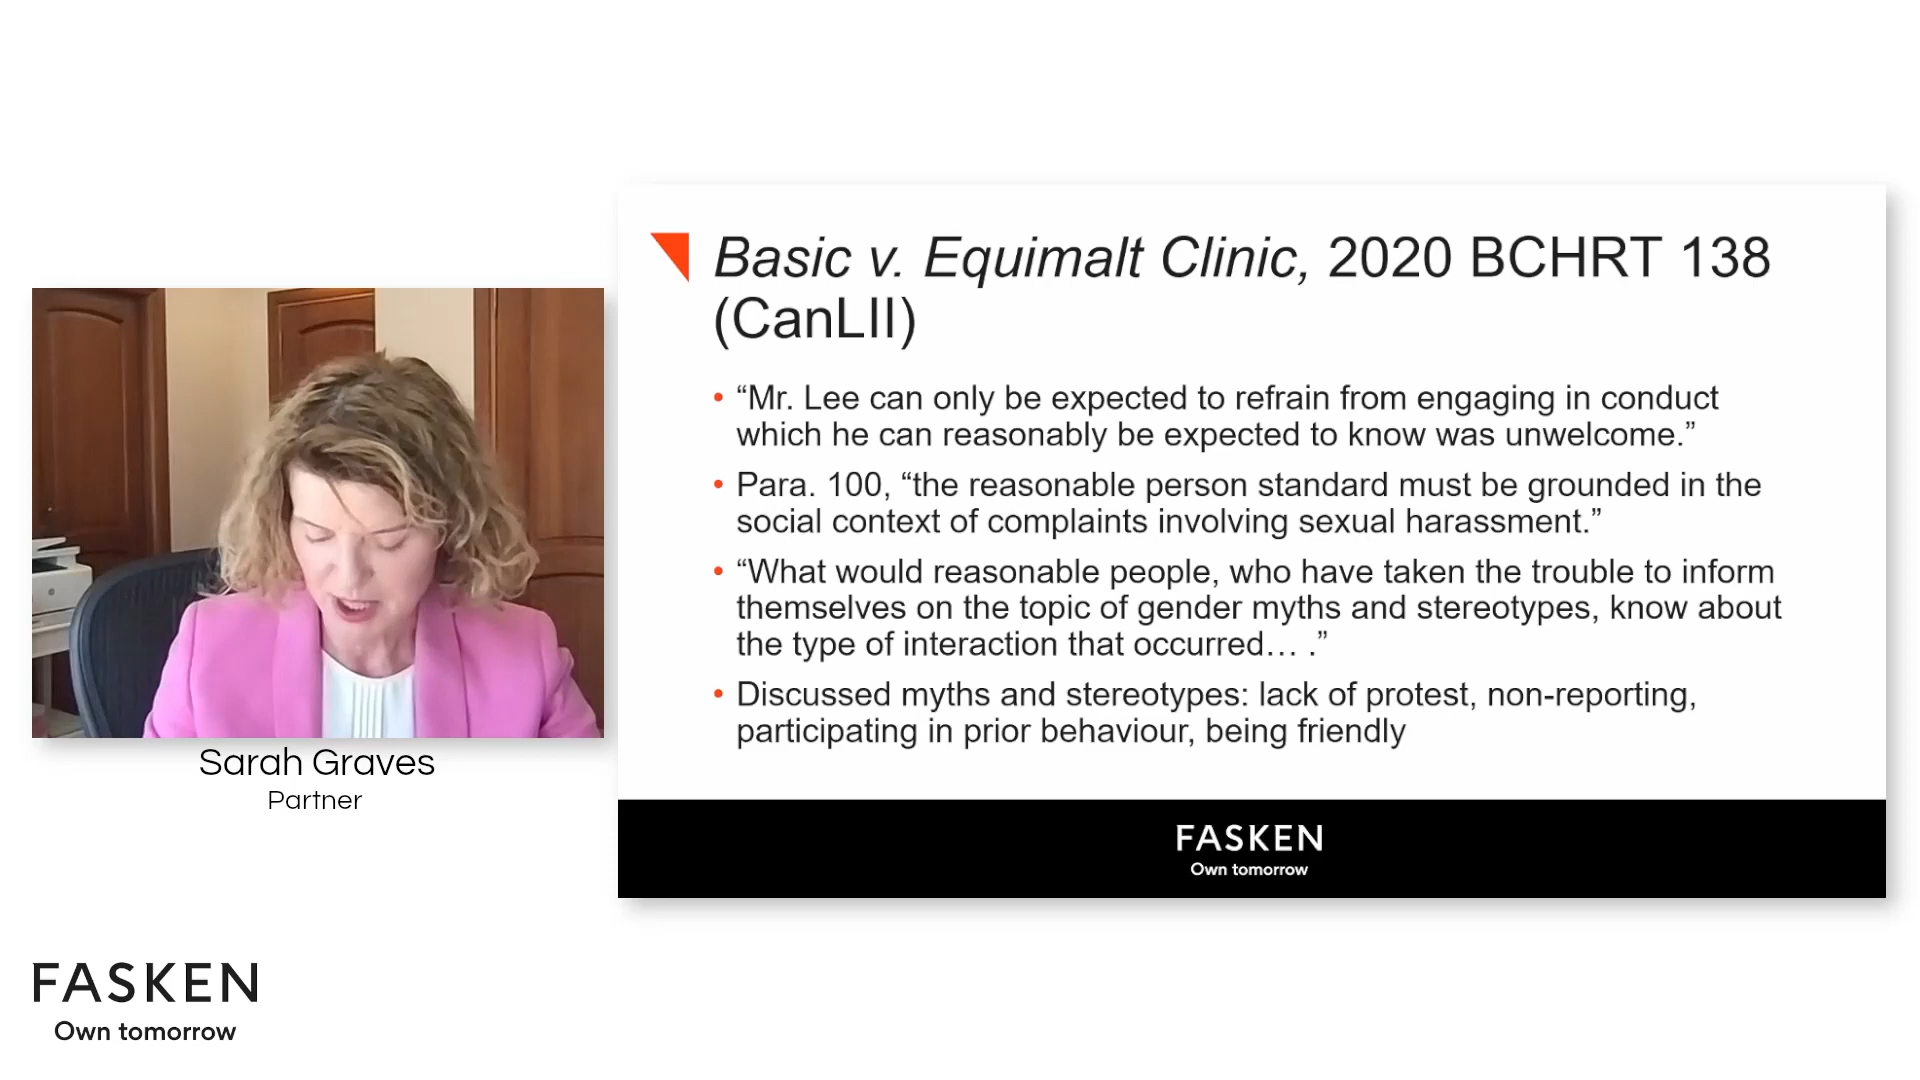 Basic v. Equimalt Clinic, 2020 BCHRT 138
(CanLII)
• “Mr. Lee can only be expected to refrain from engaging in conduct
which he can reasonably be expected to know was unwelcome.”
• Para. 100, “the reasonable person standard must be grounded in the
social context of complaints involving sexual harassment.”
• “What would reasonable people, who have taken the trouble to inform
themselves on the topic of gender myths and stereotypes, know about
the type of interaction that occurred… .”
• Discussed myths and stereotypes: lack of protest, non-reporting,
participating in prior behaviour, being friendly
FASKEN
Own tomorrow
Sarah Graves
Partner
FASKEN
Own tomorrow